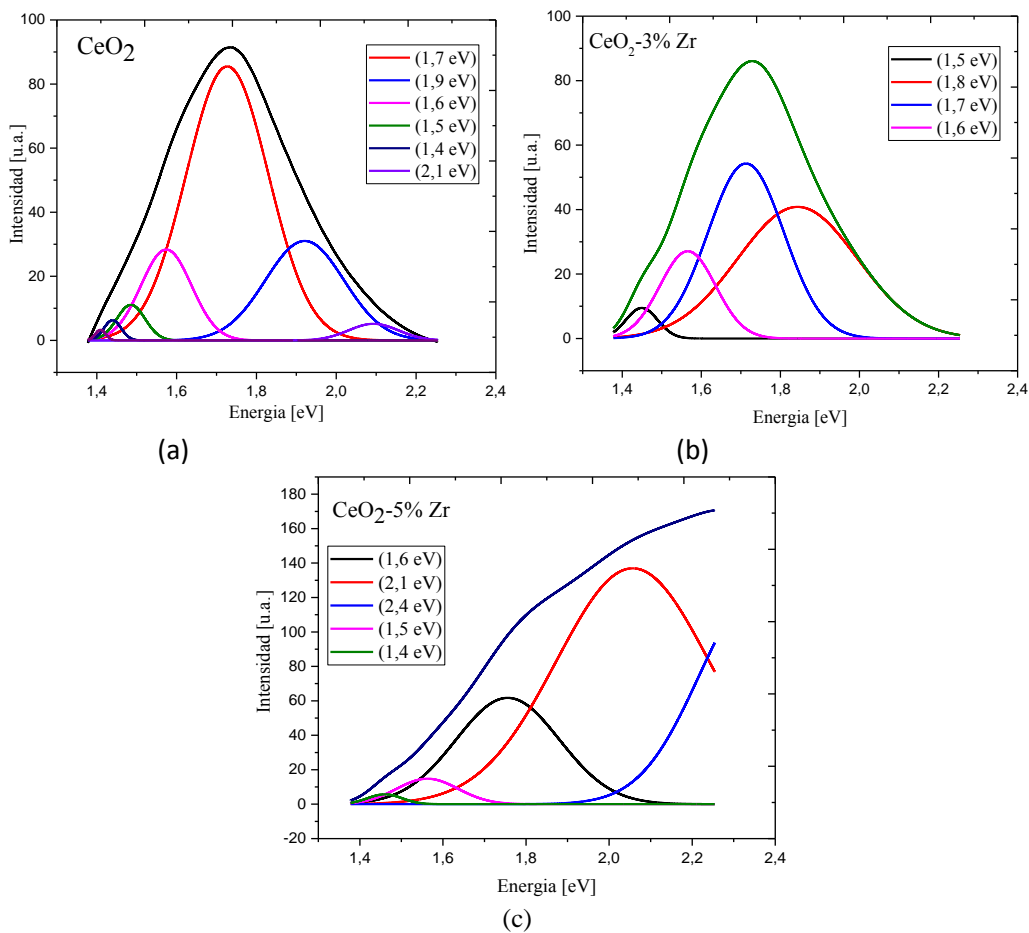 CeO2
(1,7 eV)
(1,9 eV)
(1,6 eV)
(1,5 eV)
(1,4 eV)
(2,1 eV)
Intensidad [u.a.]
100
80
60
40
20
0
1,4 1,6 1,8 2,0 2,2 2,4
Energia [eV]
(a)
CeO2-3% Zr
(1,5 eV)
(1,8 eV)
(1,7 eV)
(1,6 eV)
Intensidad [u.a.]
100
80
60
40
20
0
1,4 1,6 1,8 2,0 2,2 2,4
Energia [eV]
(b)
CeO2-5% Zr
(1,6 eV)
(2,1 eV)
(2,4 eV)
(1,5 eV)
(1,4 eV)
Intensidad [u.a.]
180
160
140
120
100
80
60
40
20
0
-20
1,4 1,6 1,8 2,0 2,2 2,4
Energia [eV]
(c)